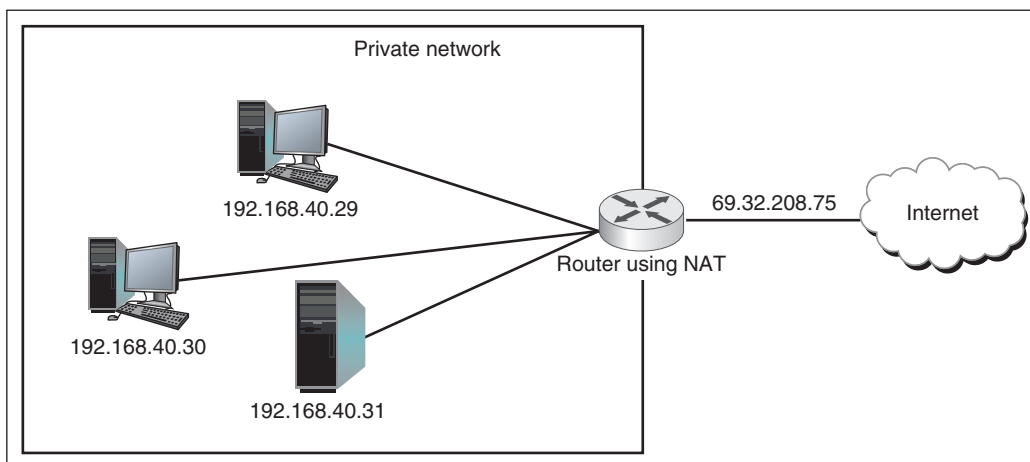 Private network
192.168.40.29
69.32.208.75
Internet
Router using NAT
192.168.40.30
192.168.40.31